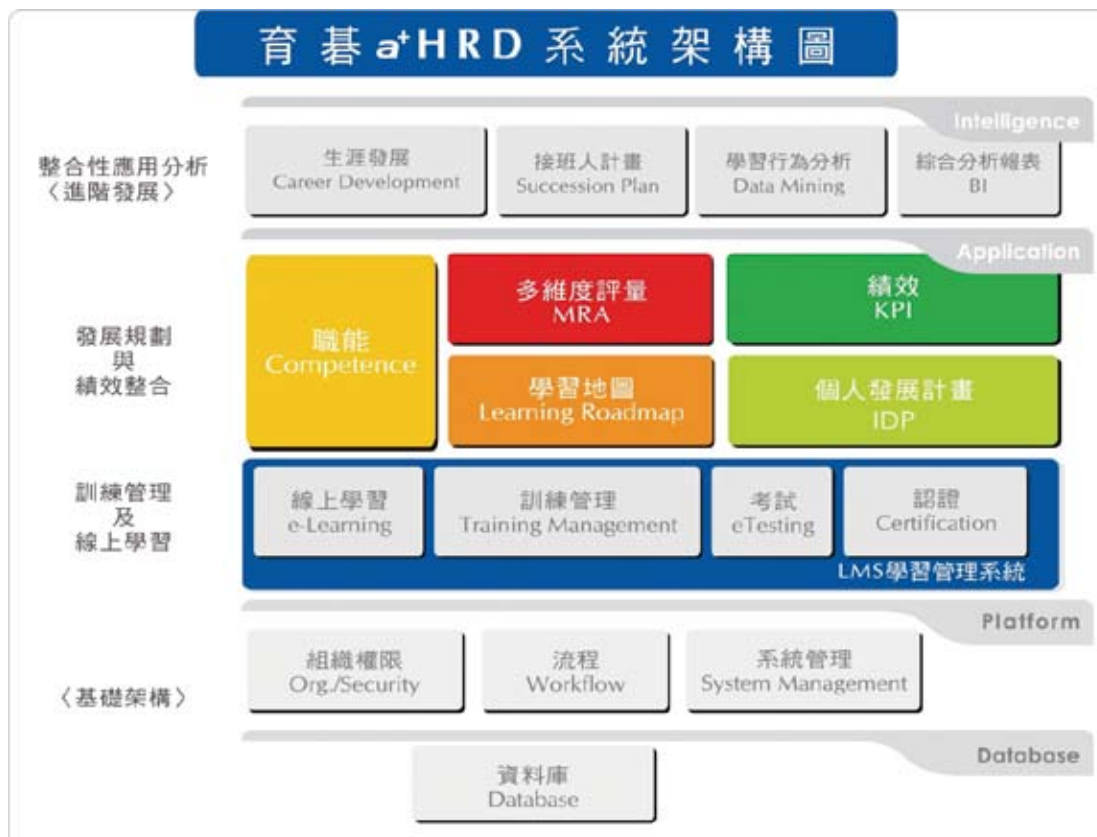 育碁a+HRD系統架構圖
Intelligence
整合性應用分析
〈進階發展〉
生涯發展
Career Development
接班人計畫
Succession Plan
學習行為分析
Data Mining
綜合分析報表
BI
Application
發展規劃
與
績效整合
職能
Competence
多維度評量
MRA
績效
KPI
學習地圖
Learning Roadmap
個人發展計畫
IDP
訓練管理
及
線上學習
線上學習
e-Learning
訓練管理
Training Management
考試
eTesting
認證
Certification
LMS學習管理系統
Platform
〈基礎架構〉
組織權限
Org./Security
流程
Workflow
系統管理
System Management
Database
資料庫
Database